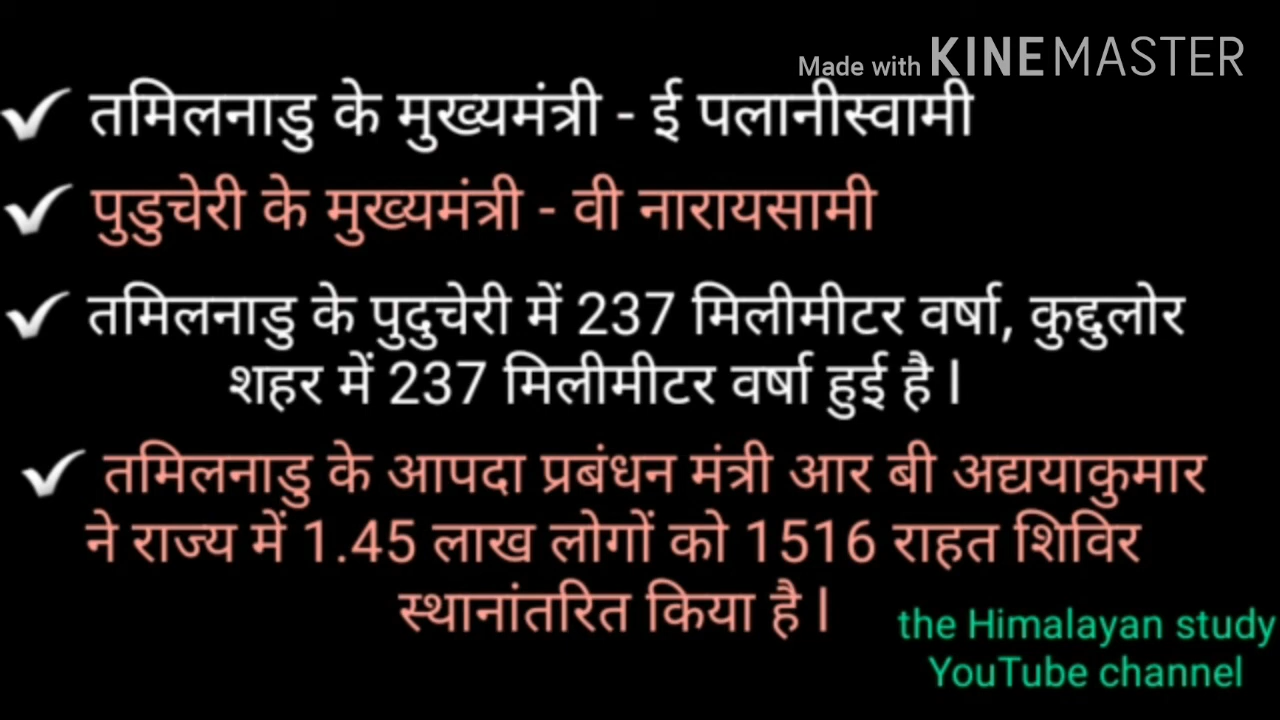 Made with KINEMASTER
तमिलनाडु के मुख्यमंत्री - ई पलानीस्वामी
पुडुचेरी के मुख्यमंत्री - वी नारायसामी
तमिलनाडु के पुदुचेरी में 237 मिलीमीटर वर्षा, कुद्दुलोर
शहर में 237 मिलीमीटर वर्षा हुई है l
तमिलनाडु के आपदा प्रबंधन मंत्री आर बी अद्ययाकुमार
ने राज्य में 1.45 लाख लोगों को 1516 राहत शिविर
स्थानांतरित किया है l
the Himalayan study
YouTube channel